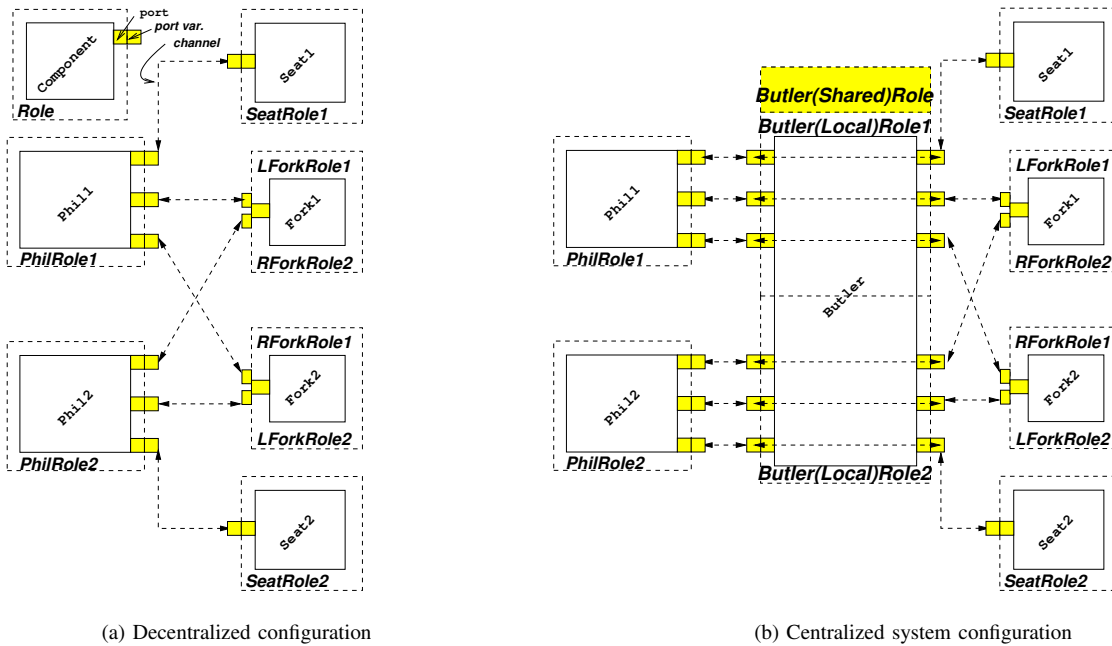 port
port var.
channel
Component
Role
Seat1
SeatRole1
Phil1
PhilRole1
LForkRole1
Fork1
RForkRole2
Phil2
PhilRole2
RForkRole1
Fork2
LForkRole2
Seat2
SeatRole2
(a) Decentralized configuration
Butler(Shared)Role
Butler(Local)Role1
Seat1
SeatRole1
Phil1
PhilRole1
LForkRole1
Fork1
RForkRole2
Butler
Phil2
PhilRole2
RForkRole1
Fork2
LForkRole2
Butler(Local)Role2
Seat2
SeatRole2
(b) Centralized system configuration